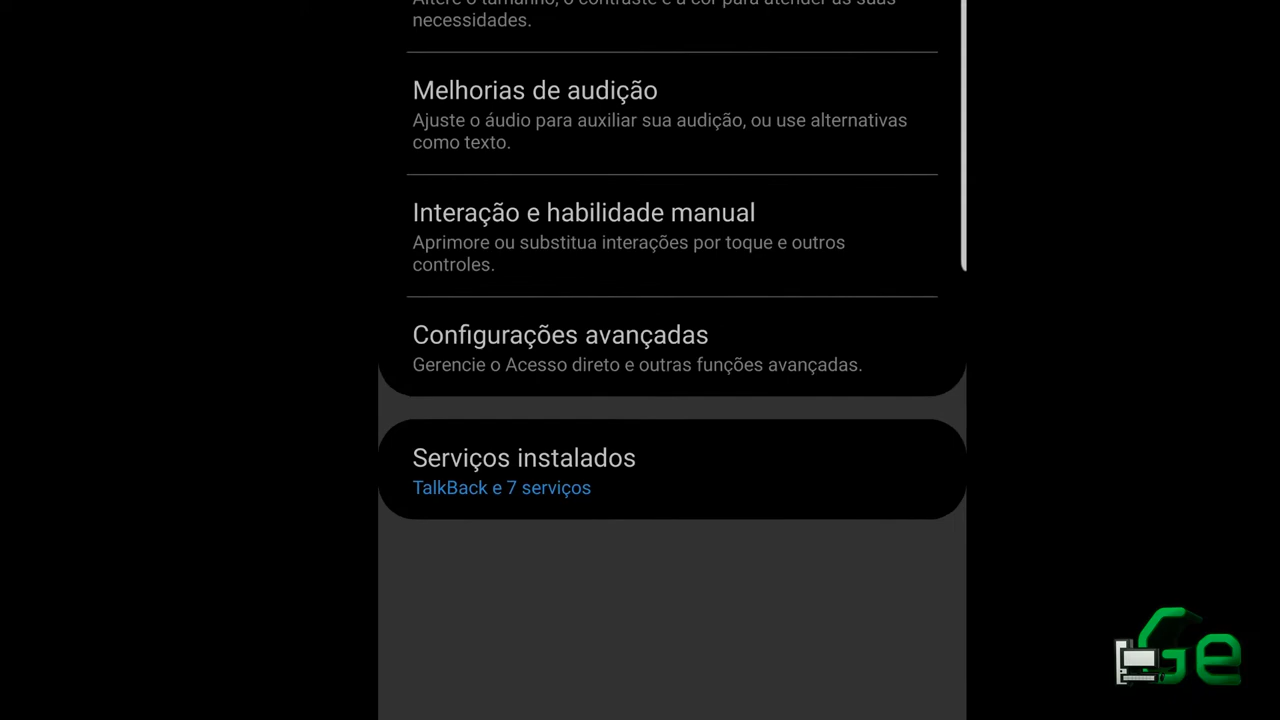 Altere o tamanho, o contraste e a cor para atender às suas
necessidades.
Melhorias de audição
Ajuste o áudio para auxiliar sua audição, ou use alternativas
como texto.
Interação e habilidade manual
Aprimore ou substitua interações por toque e outros
controles.
Configurações avançadas
Gerencie o Acesso direto e outras funções avançadas.
Serviços instalados
TalkBack e 7 serviços
Ge